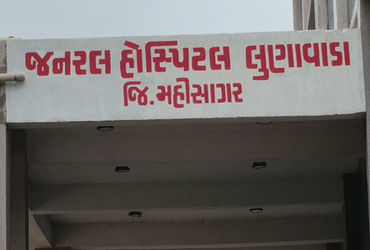 જનરલ હોસ્પિટલ લુણાવાડા
જિ.મહીસાગર